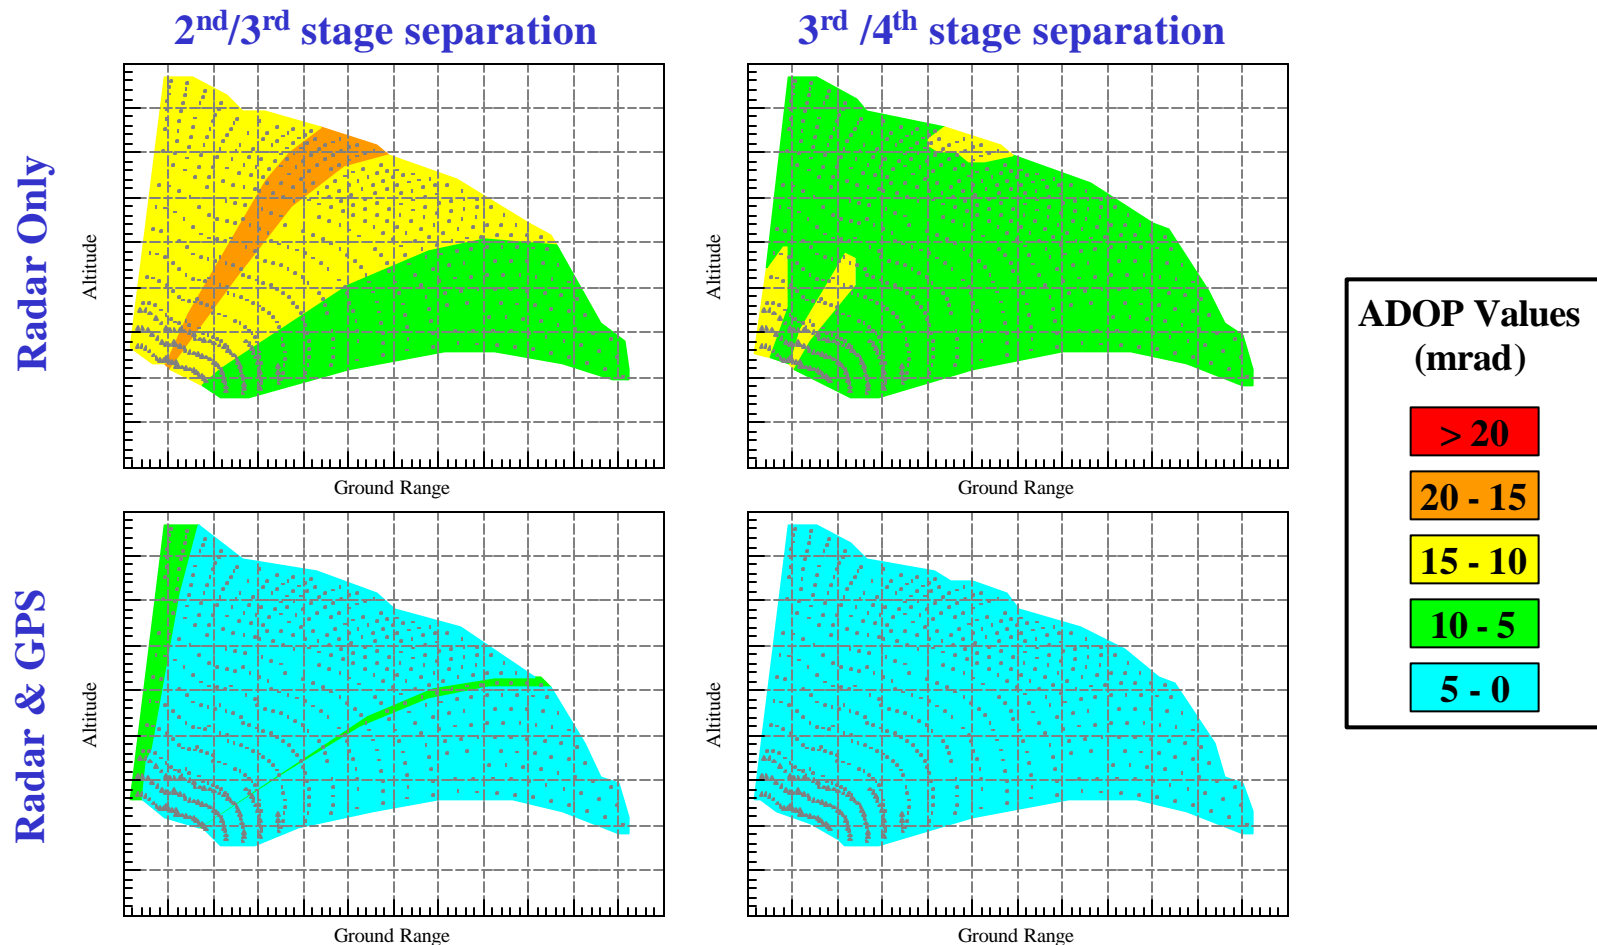 2nd/3rd stage separation
3rd /4th stage separation
Radar Only
Altitude
Ground Range
Altitude
Ground Range
Radar & GPS
Altitude
Ground Range
Altitude
Ground Range
ADOP Values
(mrad)
> 20
20 - 15
15 - 10
10 - 5
5 - 0